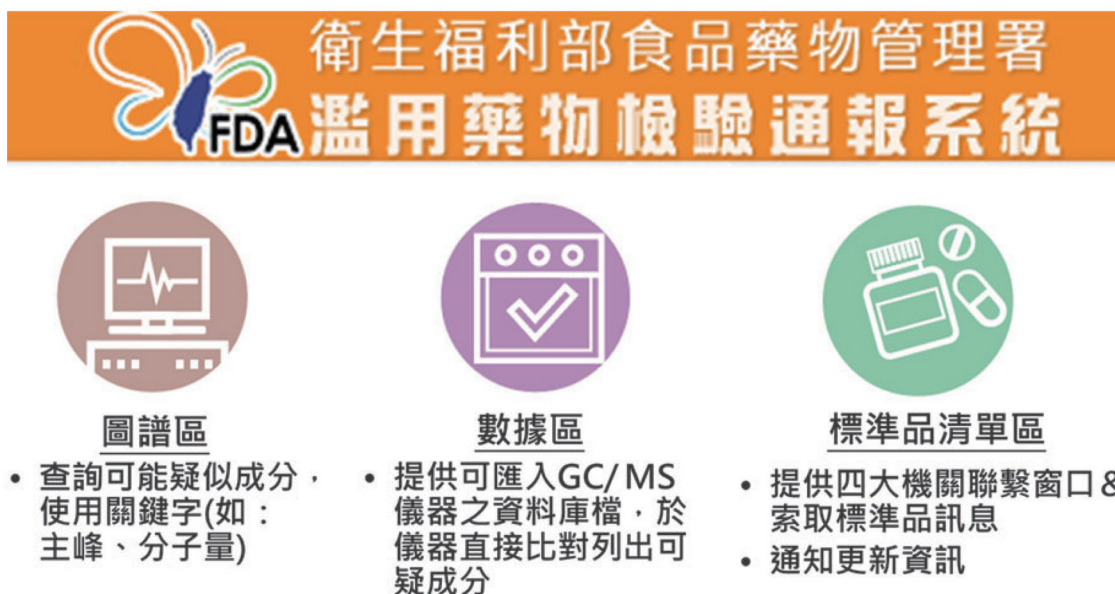 衛生福利部食品藥物管理署
FDA
濫用藥物檢驗通報系統
圖譜區
• 查詢可能疑似成分，
使用關鍵字(如：
主峰、分子量)
數據區
• 提供可匯入GC/MS
儀器之資料庫檔，於
儀器直接比對列出可
疑成分
標準品清單區
• 提供四大機關聯繫窗口&
索取標準品訊息
• 通知更新資訊